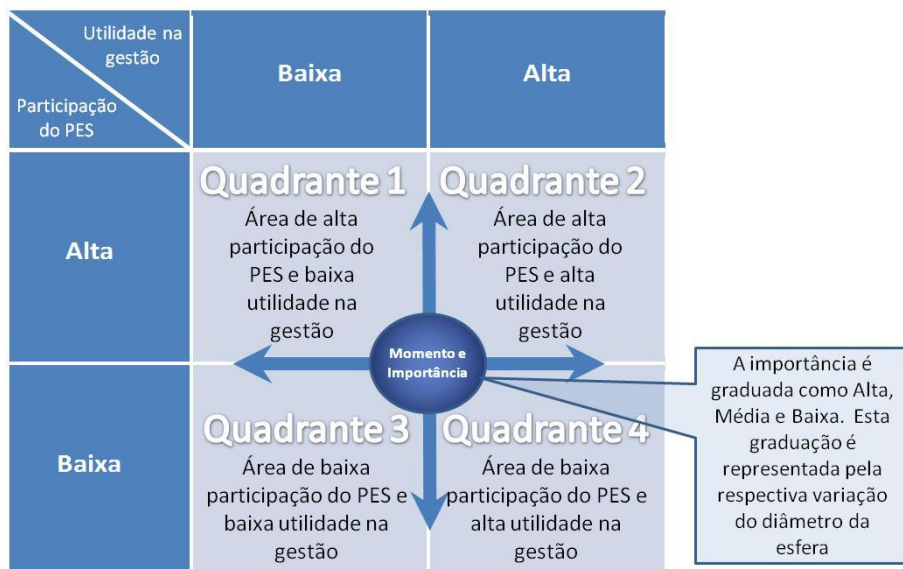 Utilidade na
gestão
Participação
do PES
Baixa
Alta
Alta
Quadrante 1
Área de alta
participação do
PES e baixa
utilidade na
gestão
Quadrante 2
Área de alta
participação do
PES e alta
utilidade na
gestão
Momento e
Importância
Baixa
Quadrante 3
Área de baixa
participação do PES e
baixa utilidade na
gestão
Quadrante 4
Área de baixa
participação do PES e
alta utilidade na
gestão
A importância é
graduada como Alta,
Média e Baixa. Esta
graduação é
representada pela
respectiva variação
do diâmetro da
esfera